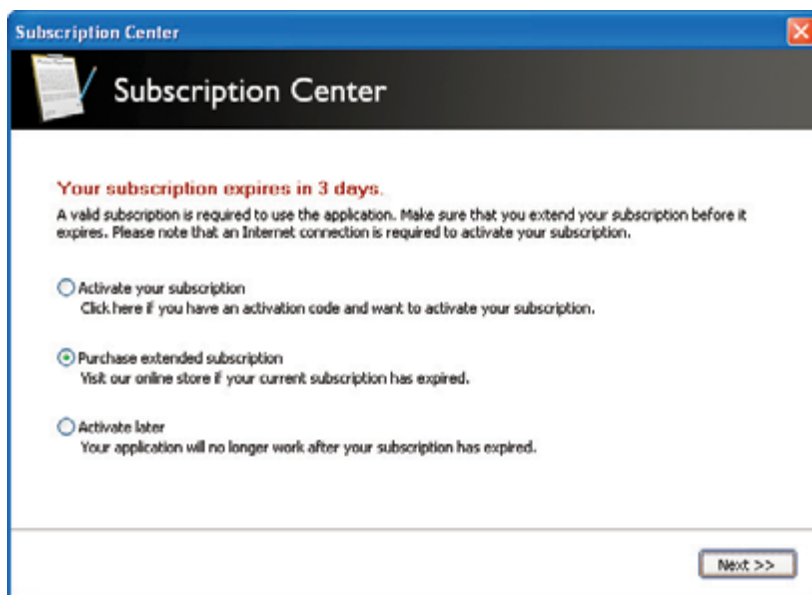 Subscription Center
Subscription Center
Your subscription expires in 3 days.
A valid subscription is required to use the application. Make sure that you extend your subscription before it
expires. Please note that an Internet connection is required to activate your subscription.
Activate your subscription
Click here if you have an activation code and want to activate your subscription.
Purchase extended subscription
Visit our online store if your current subscription has expired.
Activate later
Your application will no longer work after your subscription has expired.
Next >>